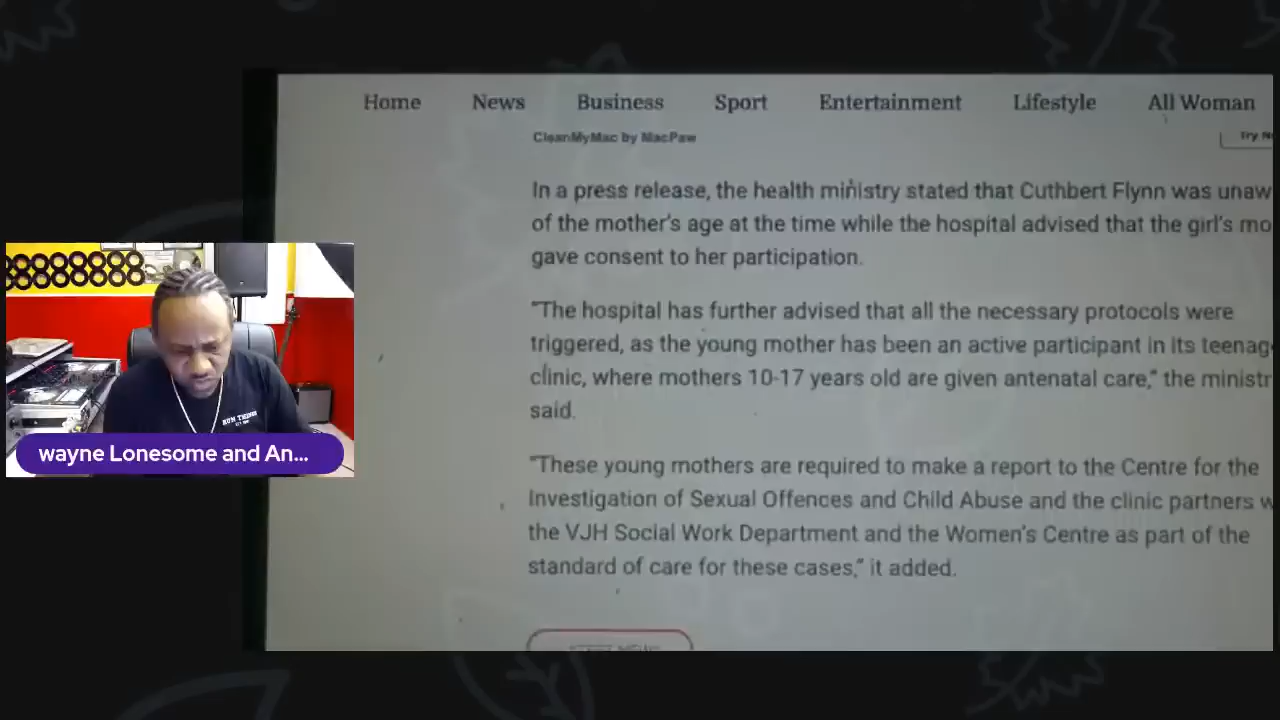 Home News Business Sport Entertainment Lifestyle All Woman
CleanMyMac by MacPaw
Try N
In a press release, the health ministry stated that Cuthbert Flynn was unaw
of the mother's age at the time while the hospital advised that the girl's mo
gave consent to her participation.
"The hospital has further advised that all the necessary protocols were
triggered, as the young mother has been an active participant in its teenag
clinic, where mothers 10-17 years old are given antenatal care," the ministr
said.
"These young mothers are required to make a report to the Centre for the
Investigation of Sexual Offences and Child Abuse and the clinic partners w
the VJH Social Work Department and the Women's Centre as part of the
standard of care for these cases," it added.
wayne Lonesome and An...